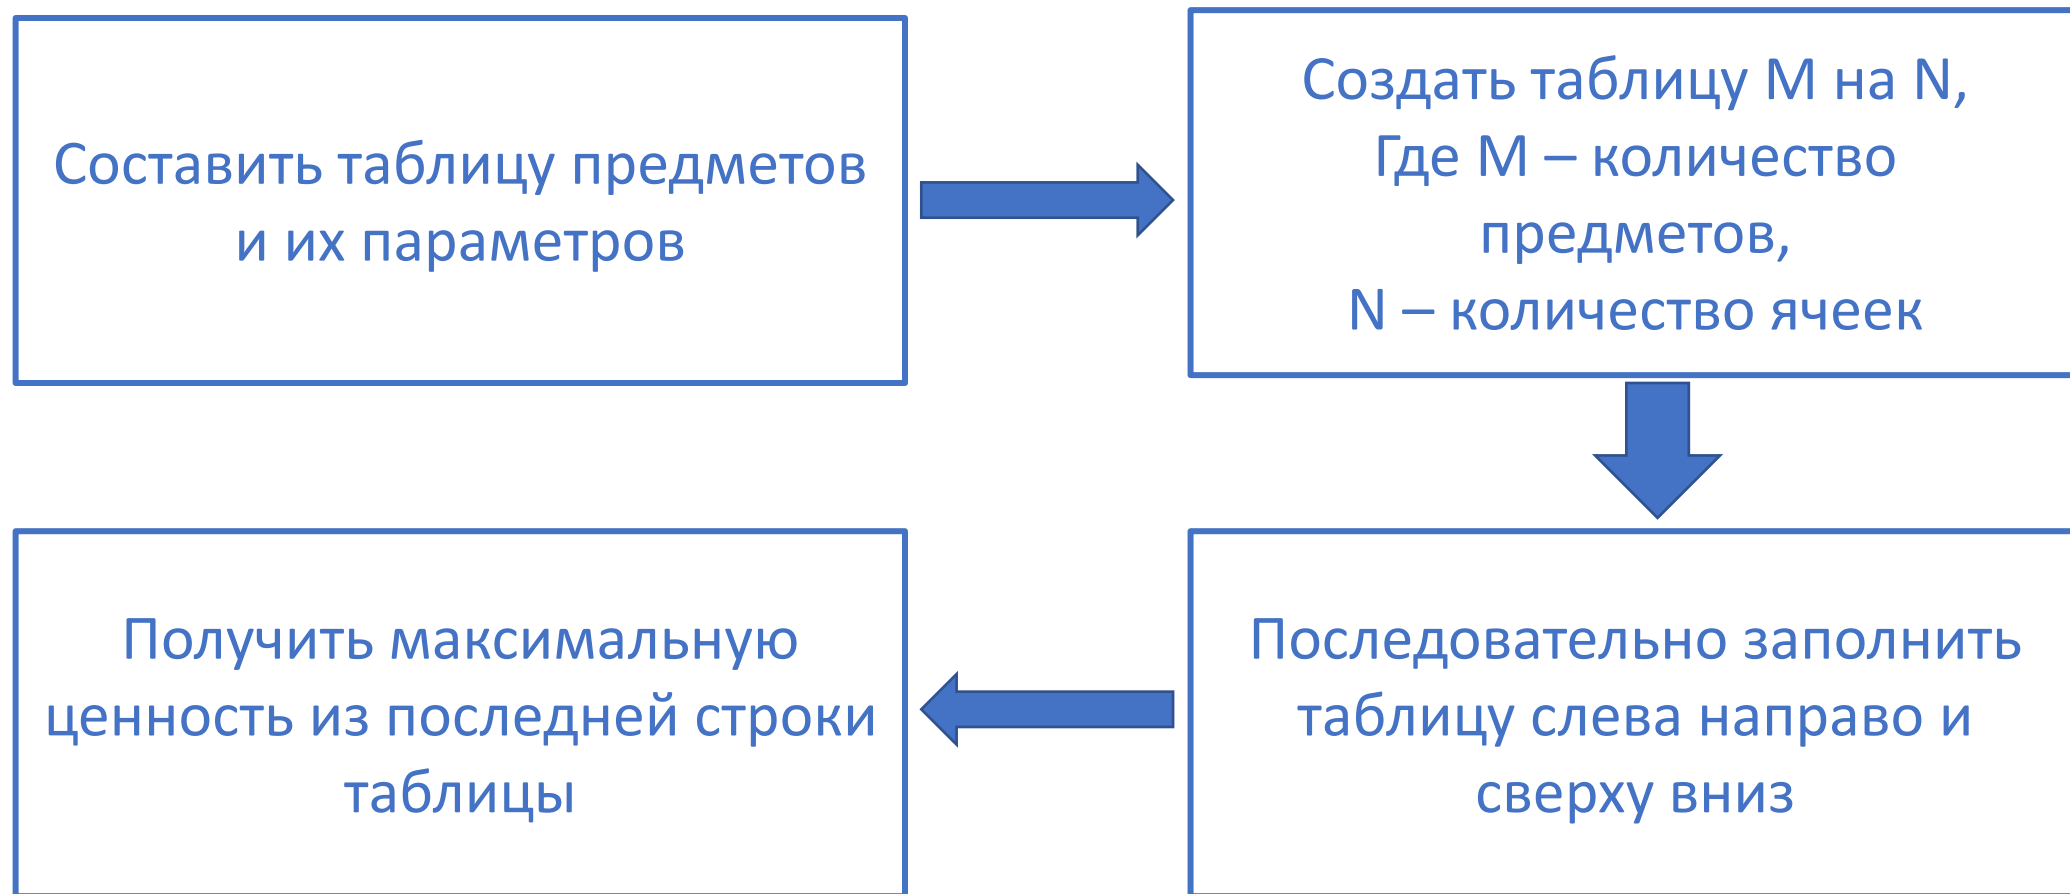 Составить таблицу предметов
и их параметров
Создать таблицу M на N,
Где M – количество
предметов,
N – количество ячеек
Последовательно заполнить
таблицу слева направо и
сверху вниз
Получить максимальную
ценность из последней строки
таблицы